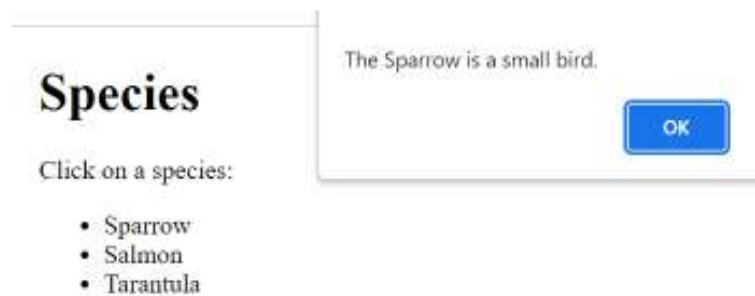 Species
Click on a species:
• Sparrow
• Salmon
• Tarantula
The Sparrow is a small bird.
OK